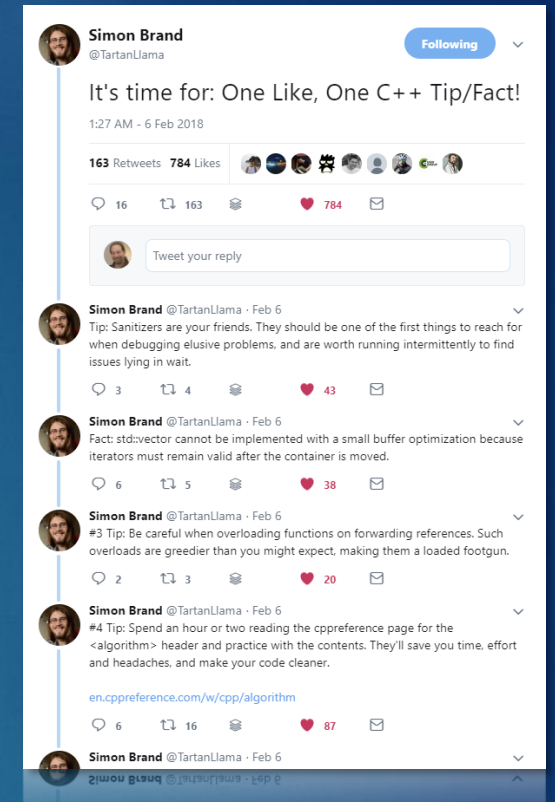 Simon Brand
@TartanLlama
Following
It's time for: One Like, One C++ Tip/Fact!
1:27 AM - 6 Feb 2018
163 Retweets 784 Likes
16 163 784
Tweet your reply
Simon Brand @TartanLlama · Feb 6
Tip: Sanitizers are your friends. They should be one of the first things to reach for
when debugging elusive problems, and are worth running intermittently to find
issues lying in wait.
3 4 43
Simon Brand @TartanLlama · Feb 6
Fact: std::vector cannot be implemented with a small buffer optimization because
iterators must remain valid after the container is moved.
6 5 38
Simon Brand @TartanLlama · Feb 6
#3 Tip: Be careful when overloading functions on forwarding references. Such
overloads are greedier than you might expect, making them a loaded footgun.
2 3 20
Simon Brand @TartanLlama · Feb 6
#4 Tip: Spend an hour or two reading the cppreference page for the
<algorithm> header and practice with the contents. They'll save you time, effort
and headaches, and make your code cleaner.
en.cppreference.com/w/cpp/algorithm
6 16 87
Simon Brand @TartanLlama · Feb 6